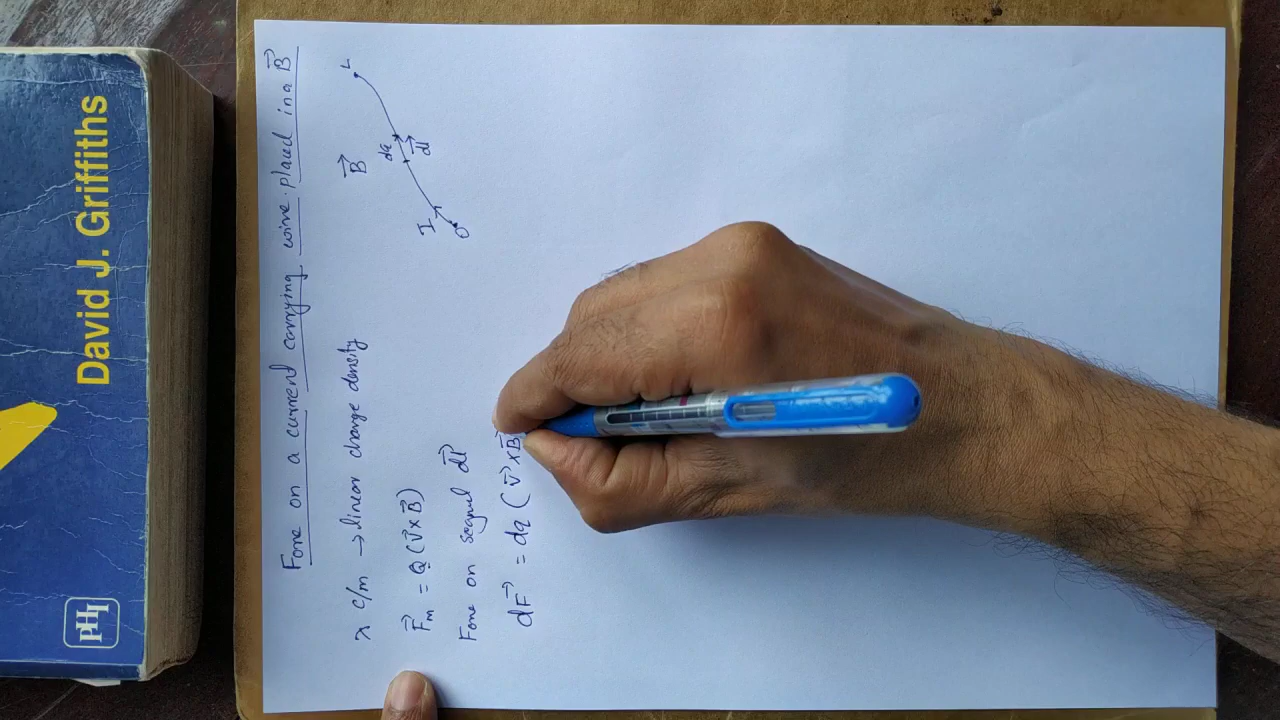 David J. Griffiths
PHI
Force on a current carrying wire placed in a B⃗
λ C/m → linear charge density
F⃗m = Q (v⃗ × B⃗)
Force on segment dl⃗
dF⃗ = dq (v⃗ × B⃗
B⃗
I
O
dq
dl⃗
L